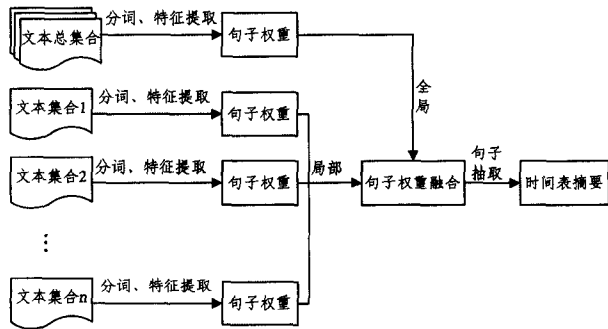 文本总集合
分词、特征提取
句子权重
全局
文本集合1
分词、特征提取
句子权重
文本集合2
分词、特征提取
句子权重
局部
句子权重融合
句子
抽取
时间表摘要
⋮
文本集合n
分词、特征提取
句子权重